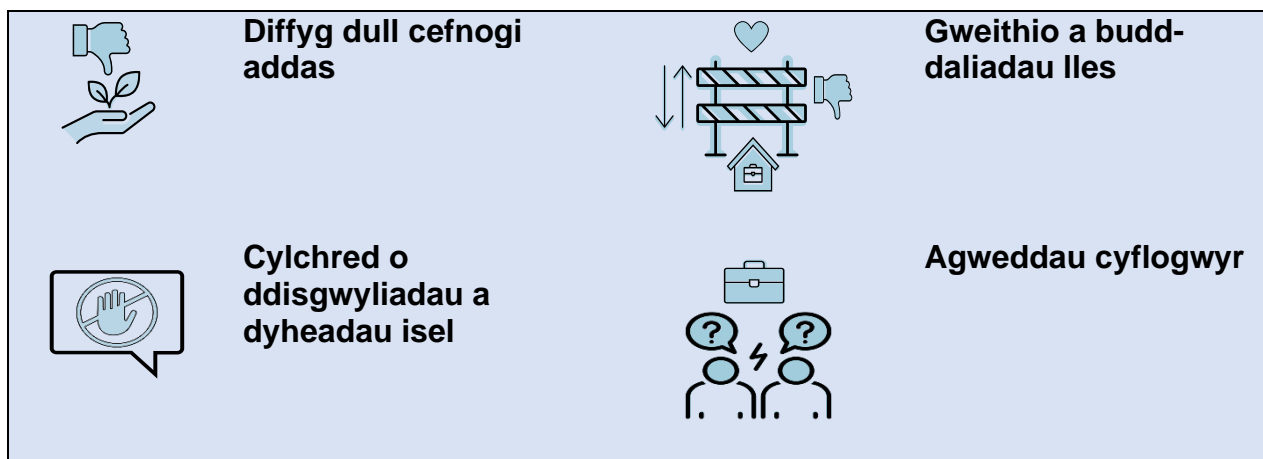 Diffyg dull cefnogi
addas
Gweithio a budd-
daliadau lles
Cylchred o
ddisgwyliadau a
dyheadau isel
Agweddau cyflogwyr
? ?